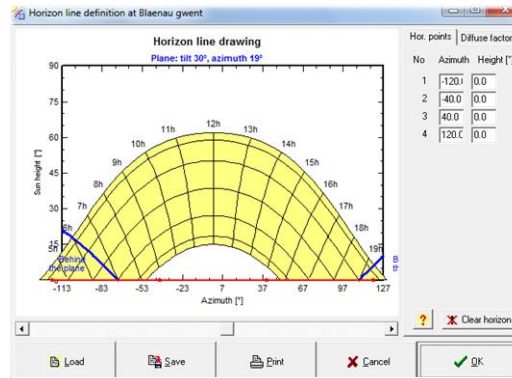 Horizon line definition at Blaenau gwent
Horizon line drawing
Plane: tilt 30°, azimuth 19°
90
75
60
45
30
15
Sun height [°]
5h
6h
7h
8h
9h
10h
11h
12h
13h
14h
15h
16h
17h
18h
19h
Behind
the plane
-113
-83
-53
-23
7
37
67
97
127
Azimuth [°]
Hor. points
Diffuse factor
No Azimuth Height [°]
1 -120.0 0.0
2 -40.0 0.0
3 40.0 0.0
4 120.0 0.0
? Clear horizon
Load
Save
Print
Cancel
OK